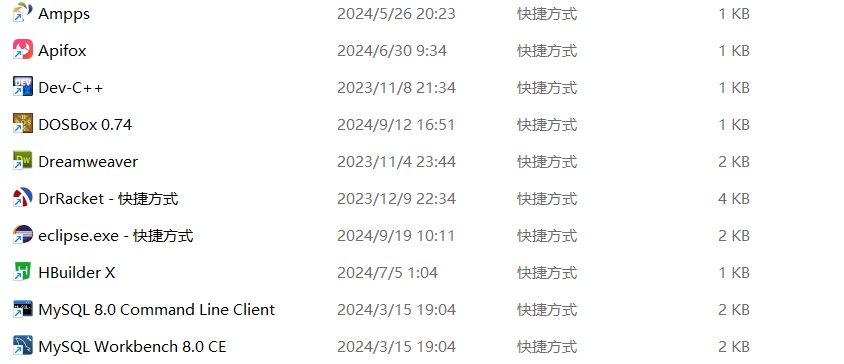 Ampps 2024/5/26 20:23 快捷方式 1 KB
Apifox 2024/6/30 9:34 快捷方式 1 KB
Dev-C++ 2023/11/8 21:34 快捷方式 1 KB
DOSBox 0.74 2024/9/12 16:51 快捷方式 1 KB
Dreamweaver 2023/11/4 23:44 快捷方式 2 KB
DrRacket - 快捷方式 2023/12/9 22:34 快捷方式 4 KB
eclipse.exe - 快捷方式 2024/9/19 10:11 快捷方式 2 KB
HBuilder X 2024/7/5 1:04 快捷方式 1 KB
MySQL 8.0 Command Line Client 2024/3/15 19:04 快捷方式 2 KB
MySQL Workbench 8.0 CE 2024/3/15 19:04 快捷方式 2 KB